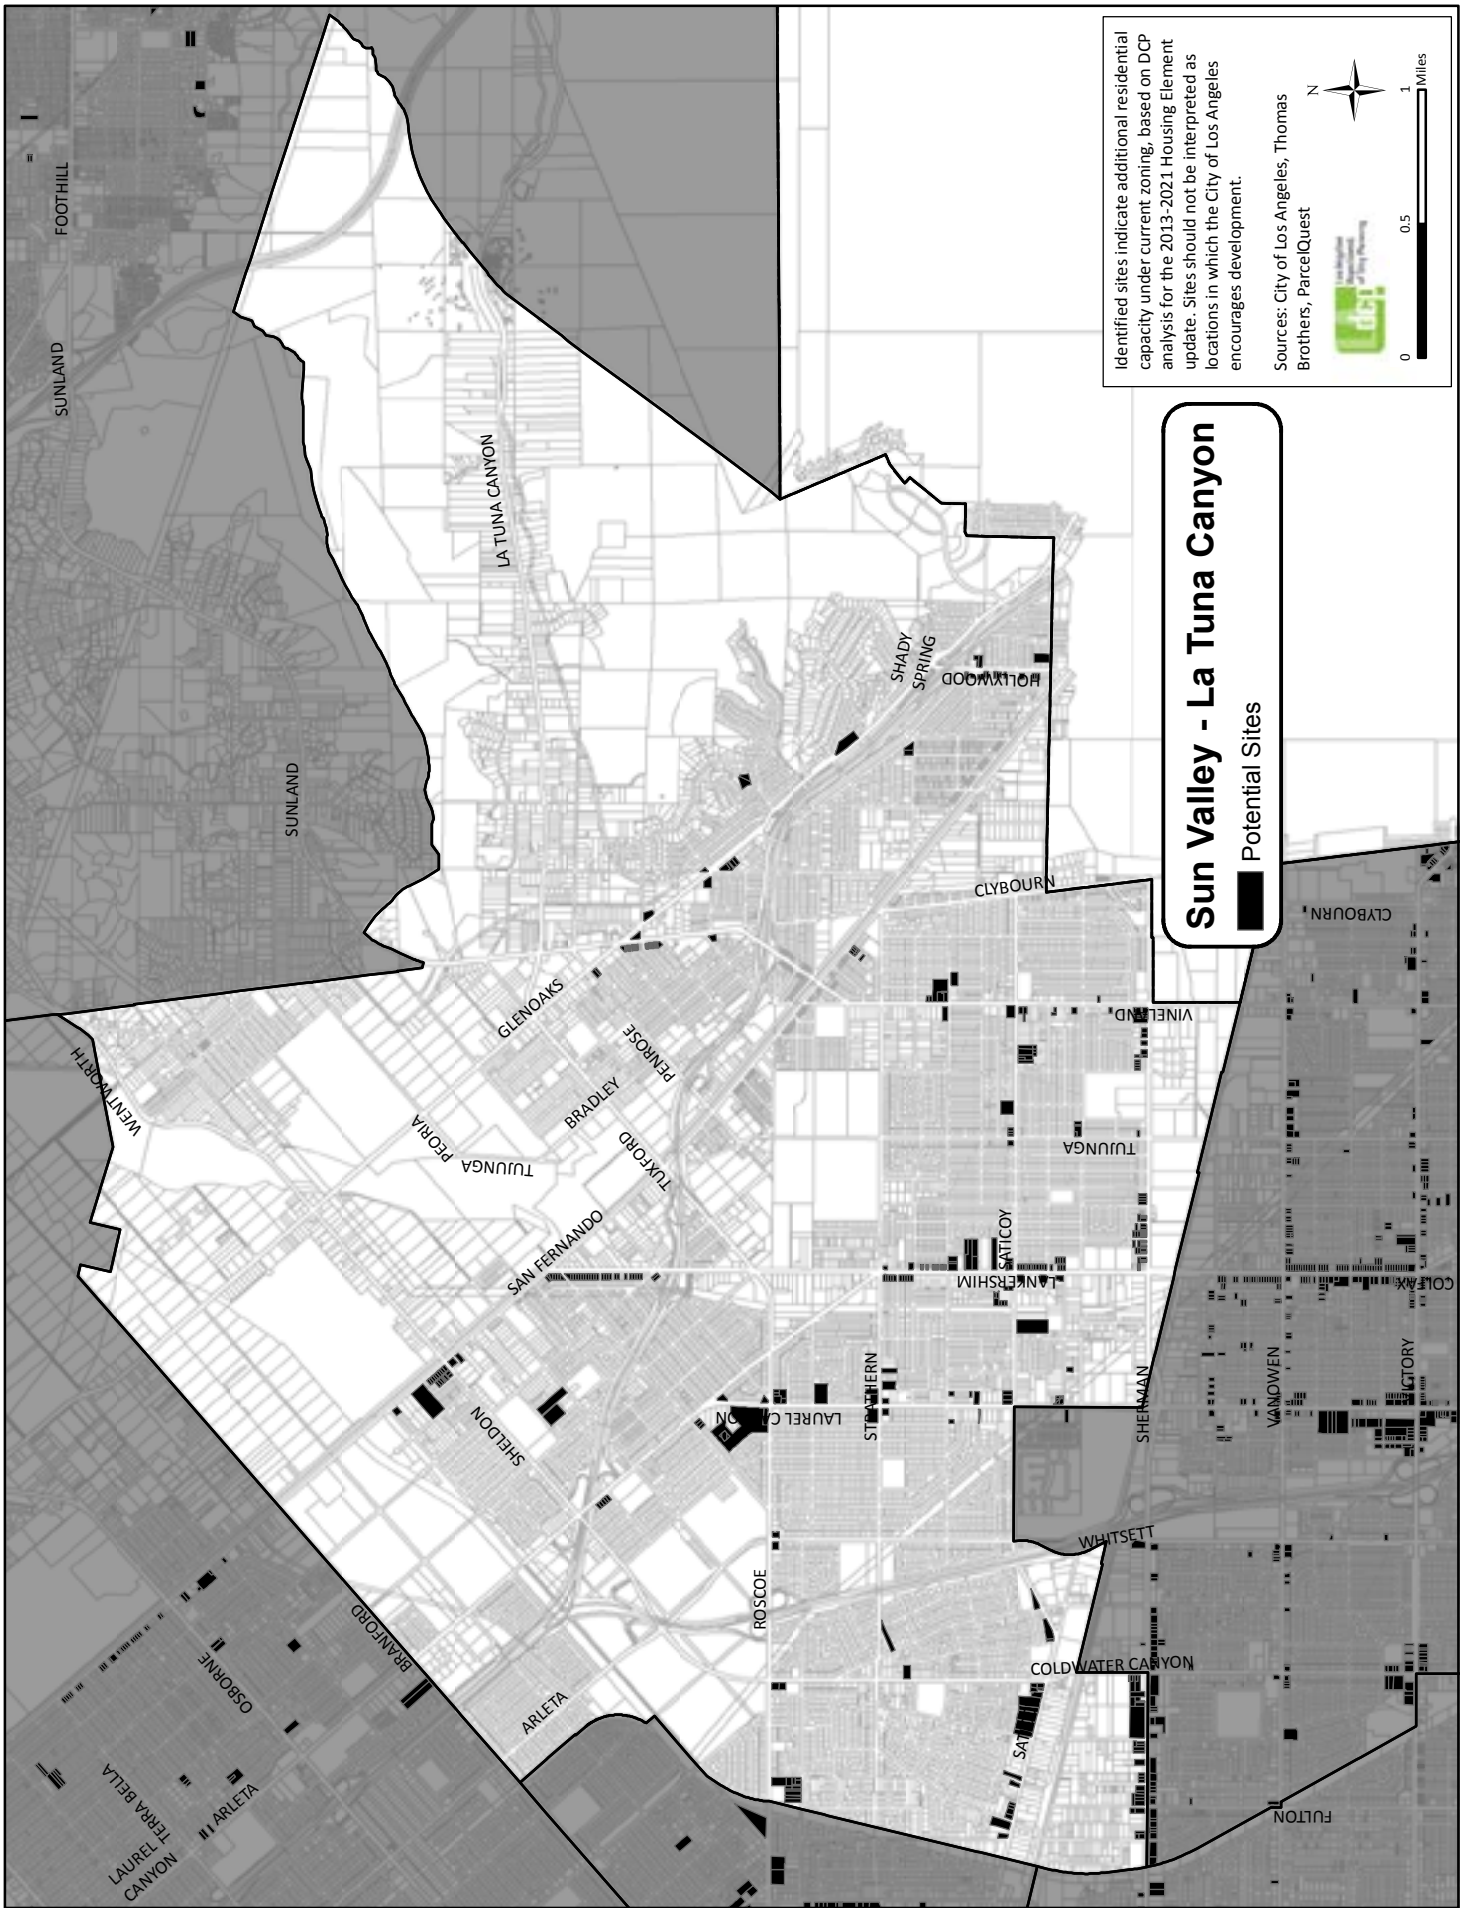 FOOTHILL
SUNLAND
SUNLAND
LA TUNA CANYON
WENTWORTH
GLENOAKS
PENROSE
BRADLEY
PEORIA
TUJUNGA
TUXFORD
SAN FERNANDO
SHADY
SPRING
HOLLYWOOD
CLYBOURN
CLYBOURN
VINELAND
TUJUNGA
SATICOY
LANKERSHIM
COLFAX
SHELDON
LAUREL CANYON
STRATHERN
SHERMAN
VANOWEN
VICTORY
WHITSETT
ROSCOE
BRANFORD
OSBORNE
ARLETA
COLDWATER CANYON
FULTON
TERRA BELLA
LAUREL
CANYON
ARLETA
Sun Valley - La Tuna Canyon
Potential Sites
Identified sites indicate additional residential
capacity under current zoning, based on DCP
analysis for the 2013-2021 Housing Element
update. Sites should not be interpreted as
locations in which the City of Los Angeles
encourages development.
Sources: City of Los Angeles, Thomas
Brothers, ParcelQuest
N
0 0.5 1
Miles